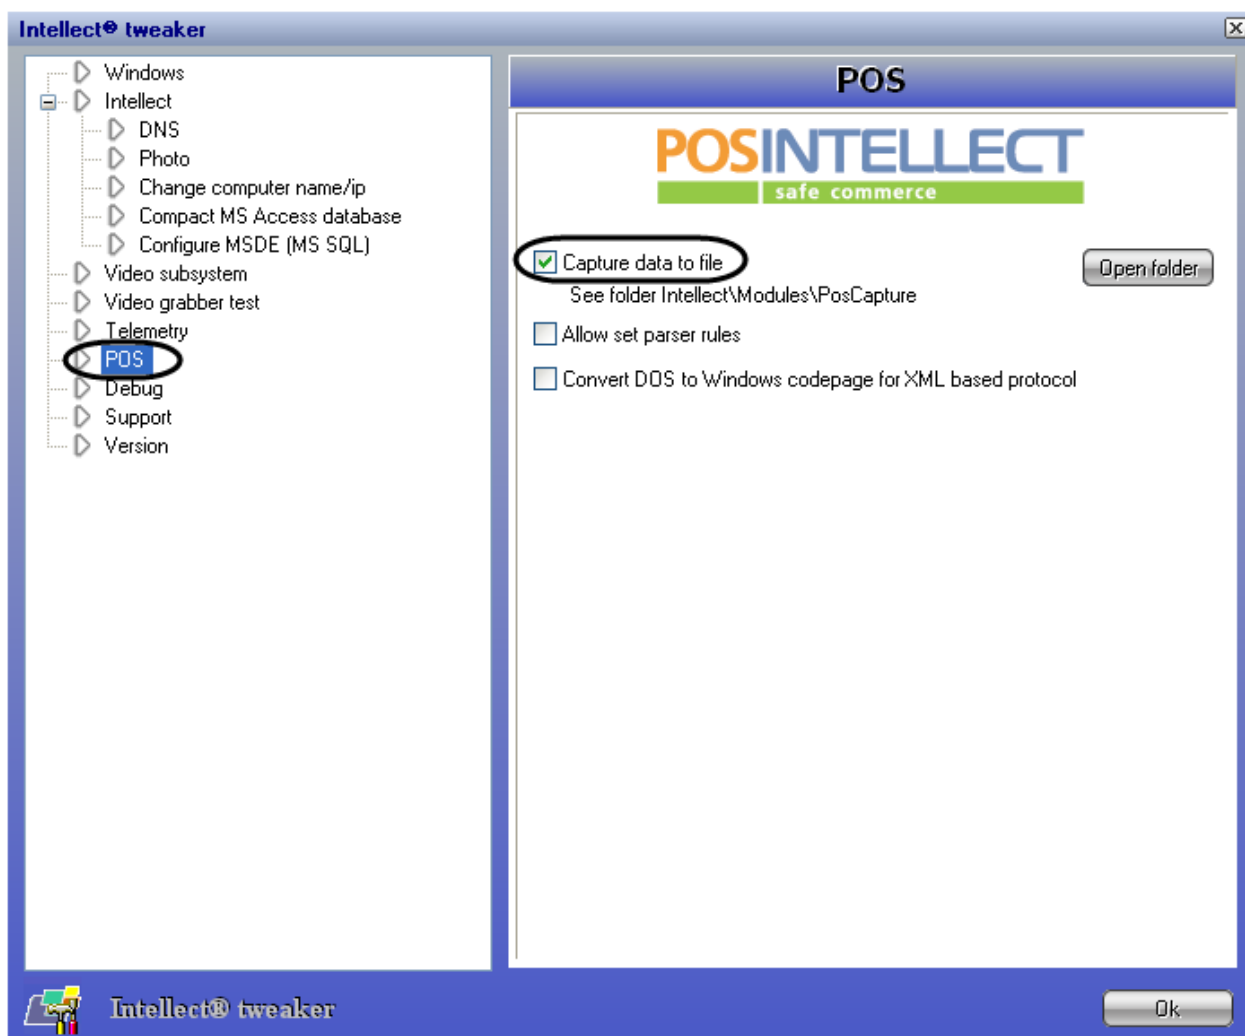 Intellect® tweaker
Windows
Intellect
DNS
Photo
Change computer name/ip
Compact MS Access database
Configure MSDE (MS SQL)
Video subsystem
Video grabber test
Telemetry
POS
Debug
Support
Version
POS
POSINTELLECT
safe commerce
Capture data to file
Open folder
See folder Intellect\Modules\PosCapture
Allow set parser rules
Convert DOS to Windows codepage for XML based protocol
Intellect® tweaker
Ok